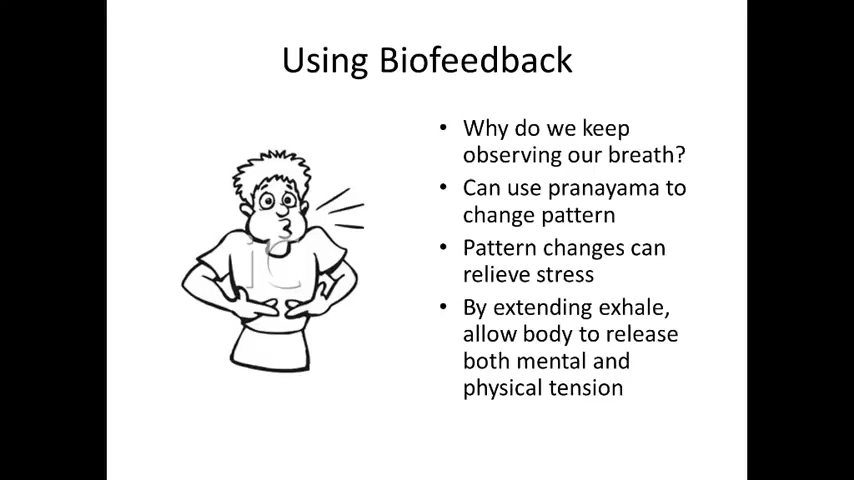 Using Biofeedback
• Why do we keep
observing our breath?
• Can use pranayama to
change pattern
• Pattern changes can
relieve stress
• By extending exhale,
allow body to release
both mental and
physical tension